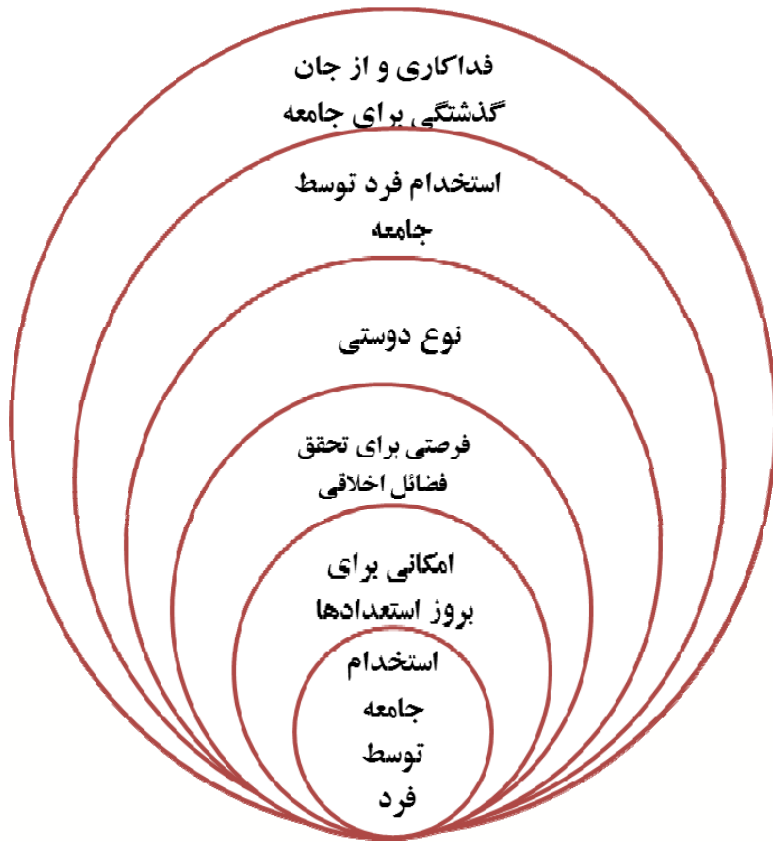 فداکاری و از جان
گذشتگی برای جامعه
استخدام فرد توسط
جامعه
نوع دوستی
فرصتی برای تحقق
فضائل اخلاقی
امکانی برای
بروز استعدادها
استخدام
جامعه
توسط
فرد